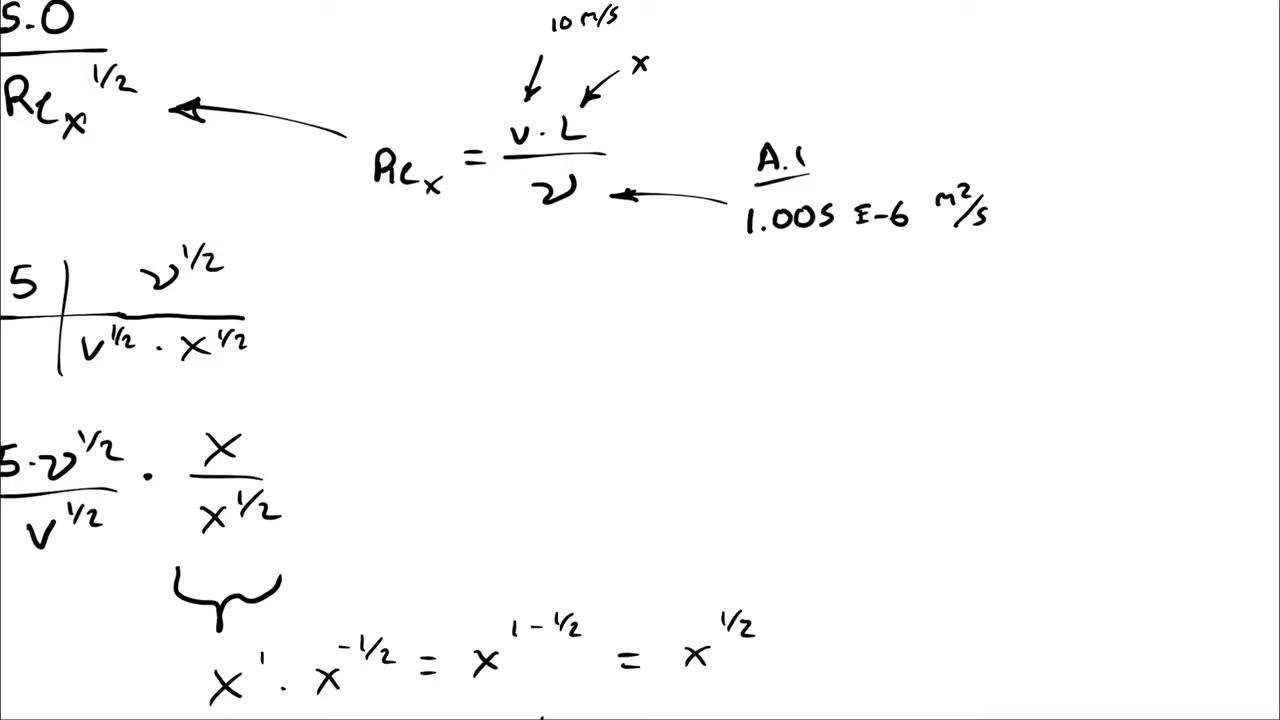 5.0
10 m/s
Re_x^{1/2}
x
Re_x = v · L / ν
A.1
1.005 E-6 m²/s
5 | ν^{1/2}
v^{1/2} · x^{1/2}
5 · ν^{1/2} / v^{1/2} · x / x^{1/2}
x^1 · x^{-1/2} = x^{1 - 1/2} = x^{1/2}